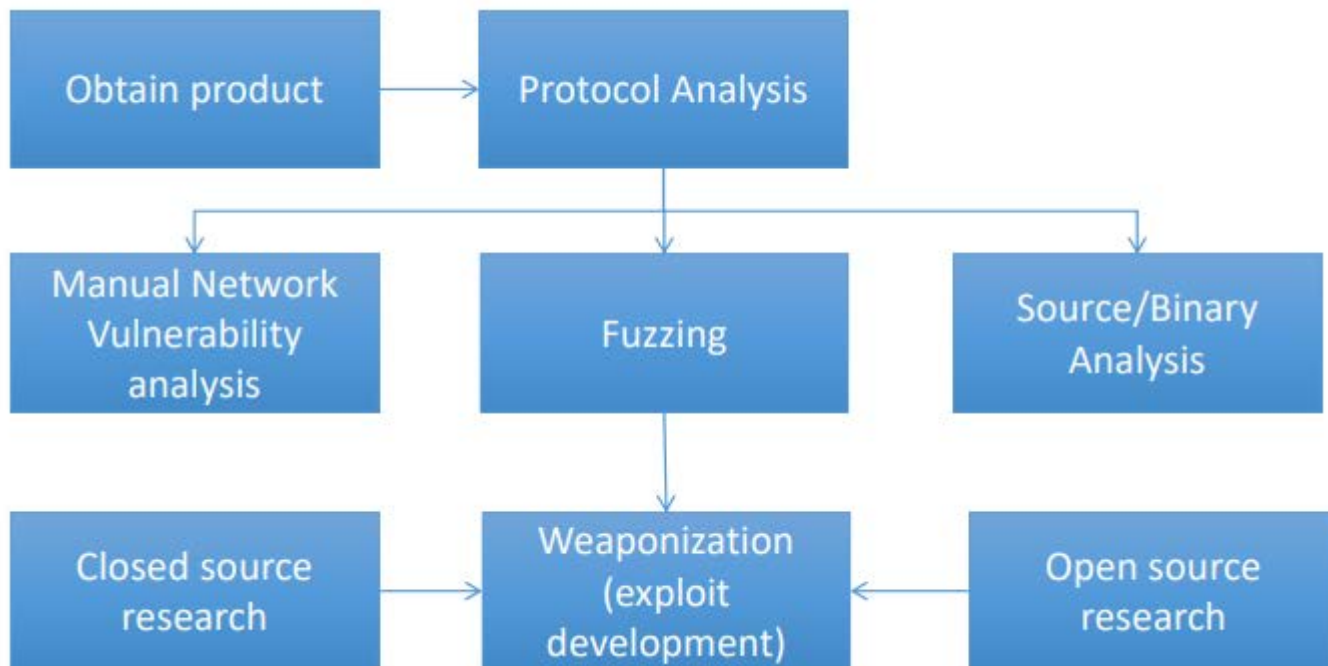 Obtain product
Protocol Analysis
Manual Network
Vulnerability
analysis
Fuzzing
Source/Binary
Analysis
Closed source
research
Weaponization
(exploit
development)
Open source
research